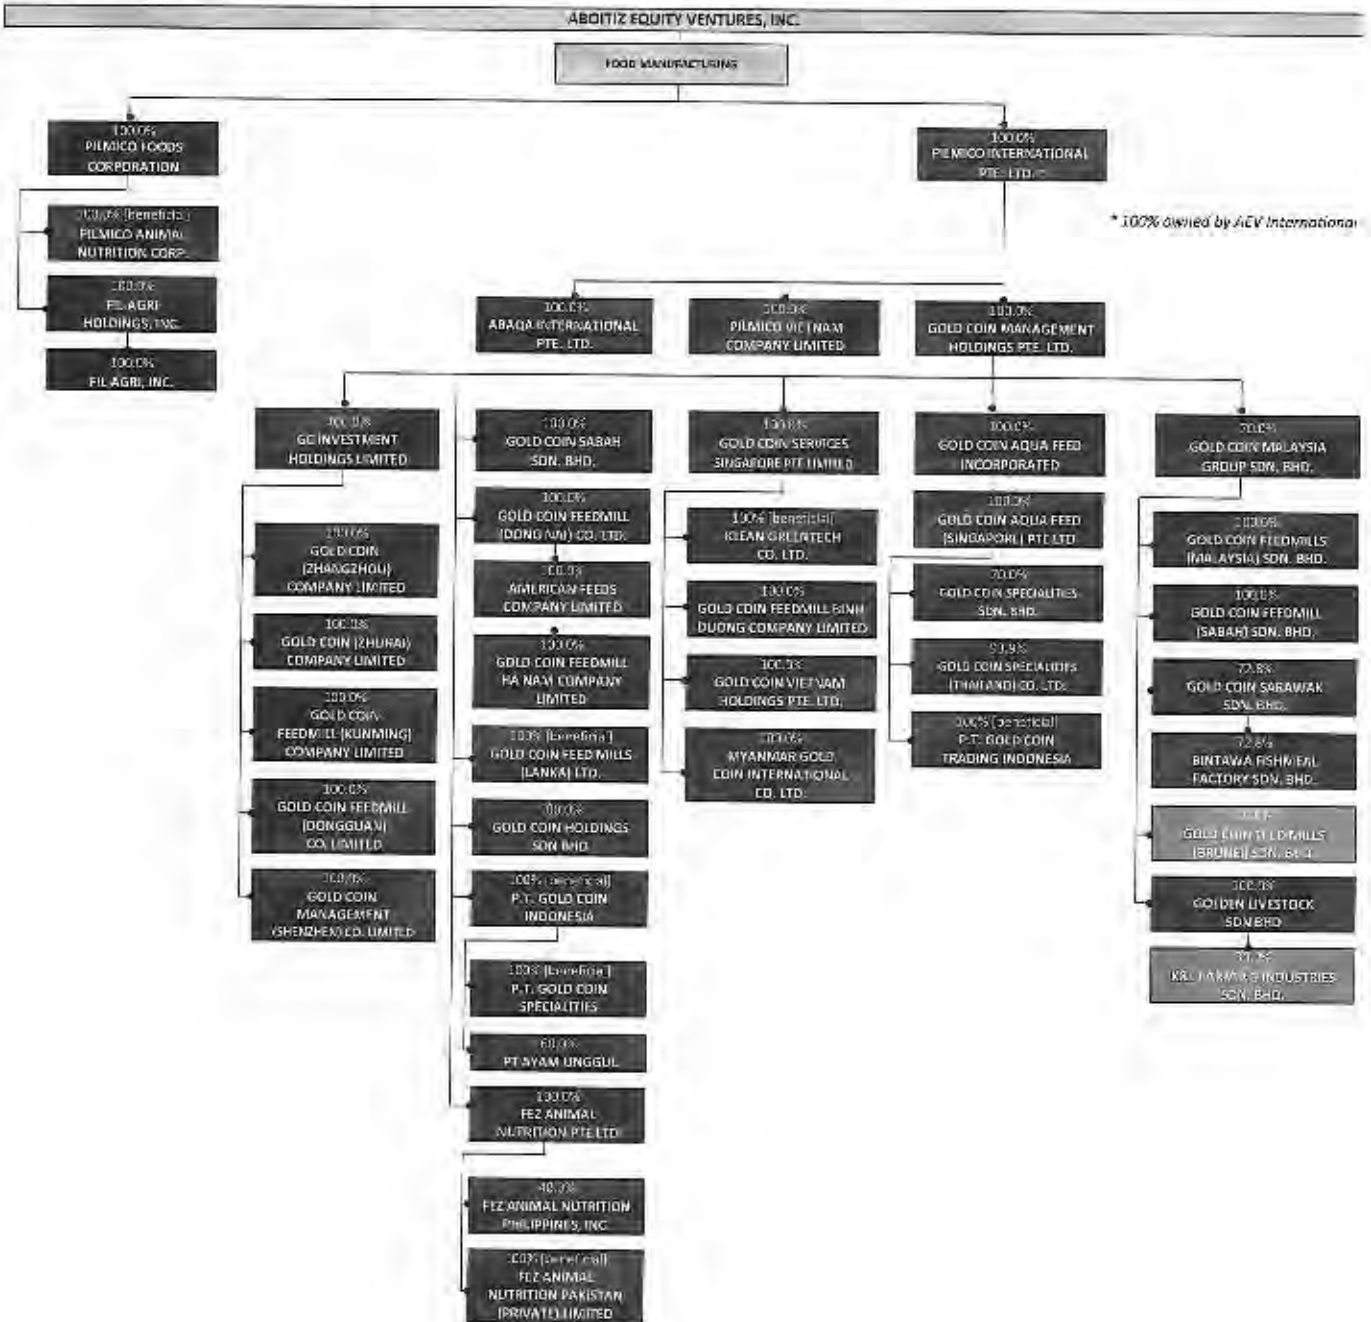 ABOITIZ EQUITY VENTURES, INC.
FOOD MANUFACTURING
100.0%
PILMICO FOODS
CORPORATION
100.0%
PILMICO INTERNATIONAL
PTE. LTD. *
* 100% owned by AEV International
100.0% [beneficial]
PILMICO ANIMAL
NUTRITION CORP.
100.0%
FIL-AGRI
HOLDINGS, INC.
100.0%
FIL AGRI, INC.
100.0%
ABAQA INTERNATIONAL
PTE. LTD.
100.0%
PILMICO VIETNAM
COMPANY LIMITED
100.0%
GOLD COIN MANAGEMENT
HOLDINGS PTE. LTD.
100.0%
GC INVESTMENT
HOLDINGS LIMITED
100.0%
GOLD COIN
(ZHANGZHOU)
COMPANY LIMITED
100.0%
GOLD COIN (ZHUHAI)
COMPANY LIMITED
100.0%
GOLD COIN
FEEDMILL (KUNMING)
COMPANY LIMITED
100.0%
GOLD COIN FEEDMILL
(DONGGUAN)
CO. LIMITED
100.0%
GOLD COIN
MANAGEMENT
(SHENZHEN) CO. LIMITED
100.0%
GOLD COIN SABAH
SDN. BHD.
100.0%
GOLD COIN FEEDMILL
(DONG NAI) CO. LTD.
100.0%
AMERICAN FEEDS
COMPANY LIMITED
100.0%
GOLD COIN FEEDMILL
HA NAM COMPANY
LIMITED
100% [beneficial]
GOLD COIN FEED MILLS
(LANKA) LTD.
100.0%
GOLD COIN HOLDINGS
SDN BHD
100% [beneficial]
P.T. GOLD COIN
INDONESIA
100% [beneficial]
P.T. GOLD COIN
SPECIALITIES
60.0%
PT AYAM UNGGUL
100.0%
FEZ ANIMAL
NUTRITION PTE LTD.
40.0%
FEZ ANIMAL NUTRITION
PHILIPPINES, INC
100% [beneficial]
FEZ ANIMAL
NUTRITION PAKISTAN
(PRIVATE) LIMITED
100.0%
GOLD COIN SERVICES
SINGAPORE PTE LIMITED
100% [beneficial]
KLEAN GREENTECH
CO. LTD.
100.0%
GOLD COIN FEEDMILL BINH
DUONG COMPANY LIMITED
100.0%
GOLD COIN VIETNAM
HOLDINGS PTE. LTD.
100.0%
MYANMAR GOLD
COIN INTERNATIONAL
CO. LTD.
100.0%
GOLD COIN AQUA FEED
INCORPORATED
100.0%
GOLD COIN AQUA FEED
(SINGAPORE) PTE LTD
70.0%
GOLD COIN SPECIALITIES
SDN. BHD.
GOLD COIN SPECIALITIES
(THAILAND) CO. LTD.
100% [beneficial]
P.T. GOLD COIN
TRADING INDONESIA
70.0%
GOLD COIN MALAYSIA
GROUP SDN. BHD.
100.0%
GOLD COIN FEEDMILLS
(MALAYSIA) SDN. BHD.
100.0%
GOLD COIN FEEDMILL
(SABAH) SDN. BHD.
72.8%
GOLD COIN SARAWAK
SDN. BHD.
72.8%
BINTAWA FISHMEAL
FACTORY SDN. BHD.
GOLD COIN FEED MILLS
(BRUNEI) SDN. BHD.
100.0%
GOLDEN LIVESTOCK
SDN BHD
INDUSTRIES
SDN. BHD.